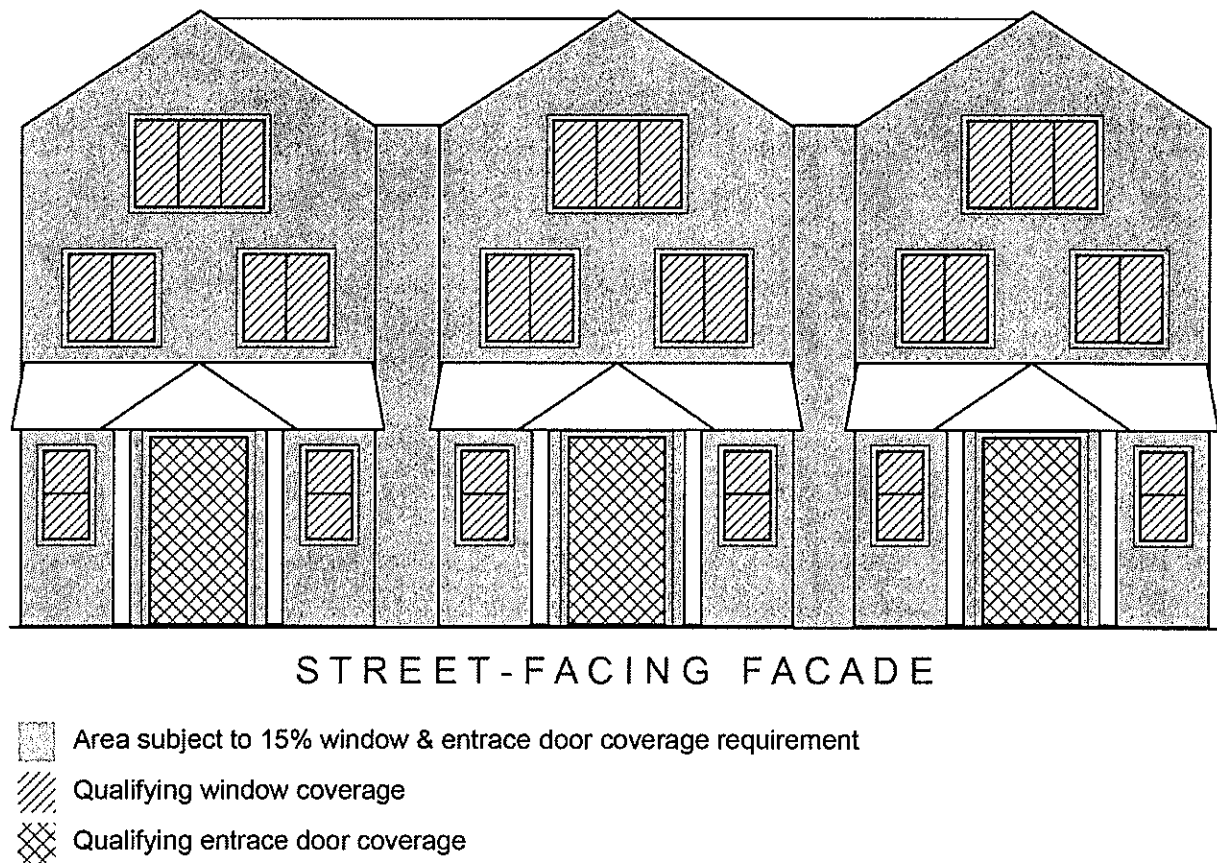 STREET-FACING FACADE
Area subject to 15% window & entrace door coverage requirement
Qualifying window coverage
Qualifying entrace door coverage